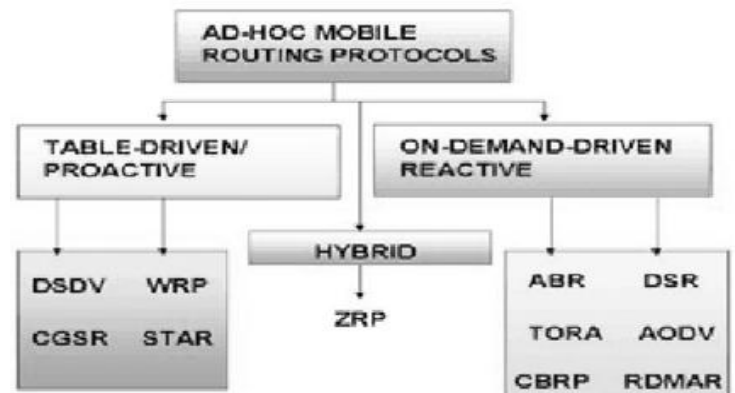 AD-HOC MOBILE
ROUTING PROTOCOLS
TABLE-DRIVEN/
PROACTIVE
ON-DEMAND-DRIVEN
REACTIVE
HYBRID
DSDV WRP
CGSR STAR
ZRP
ABR DSR
TORA AODV
CBRP RDMAR